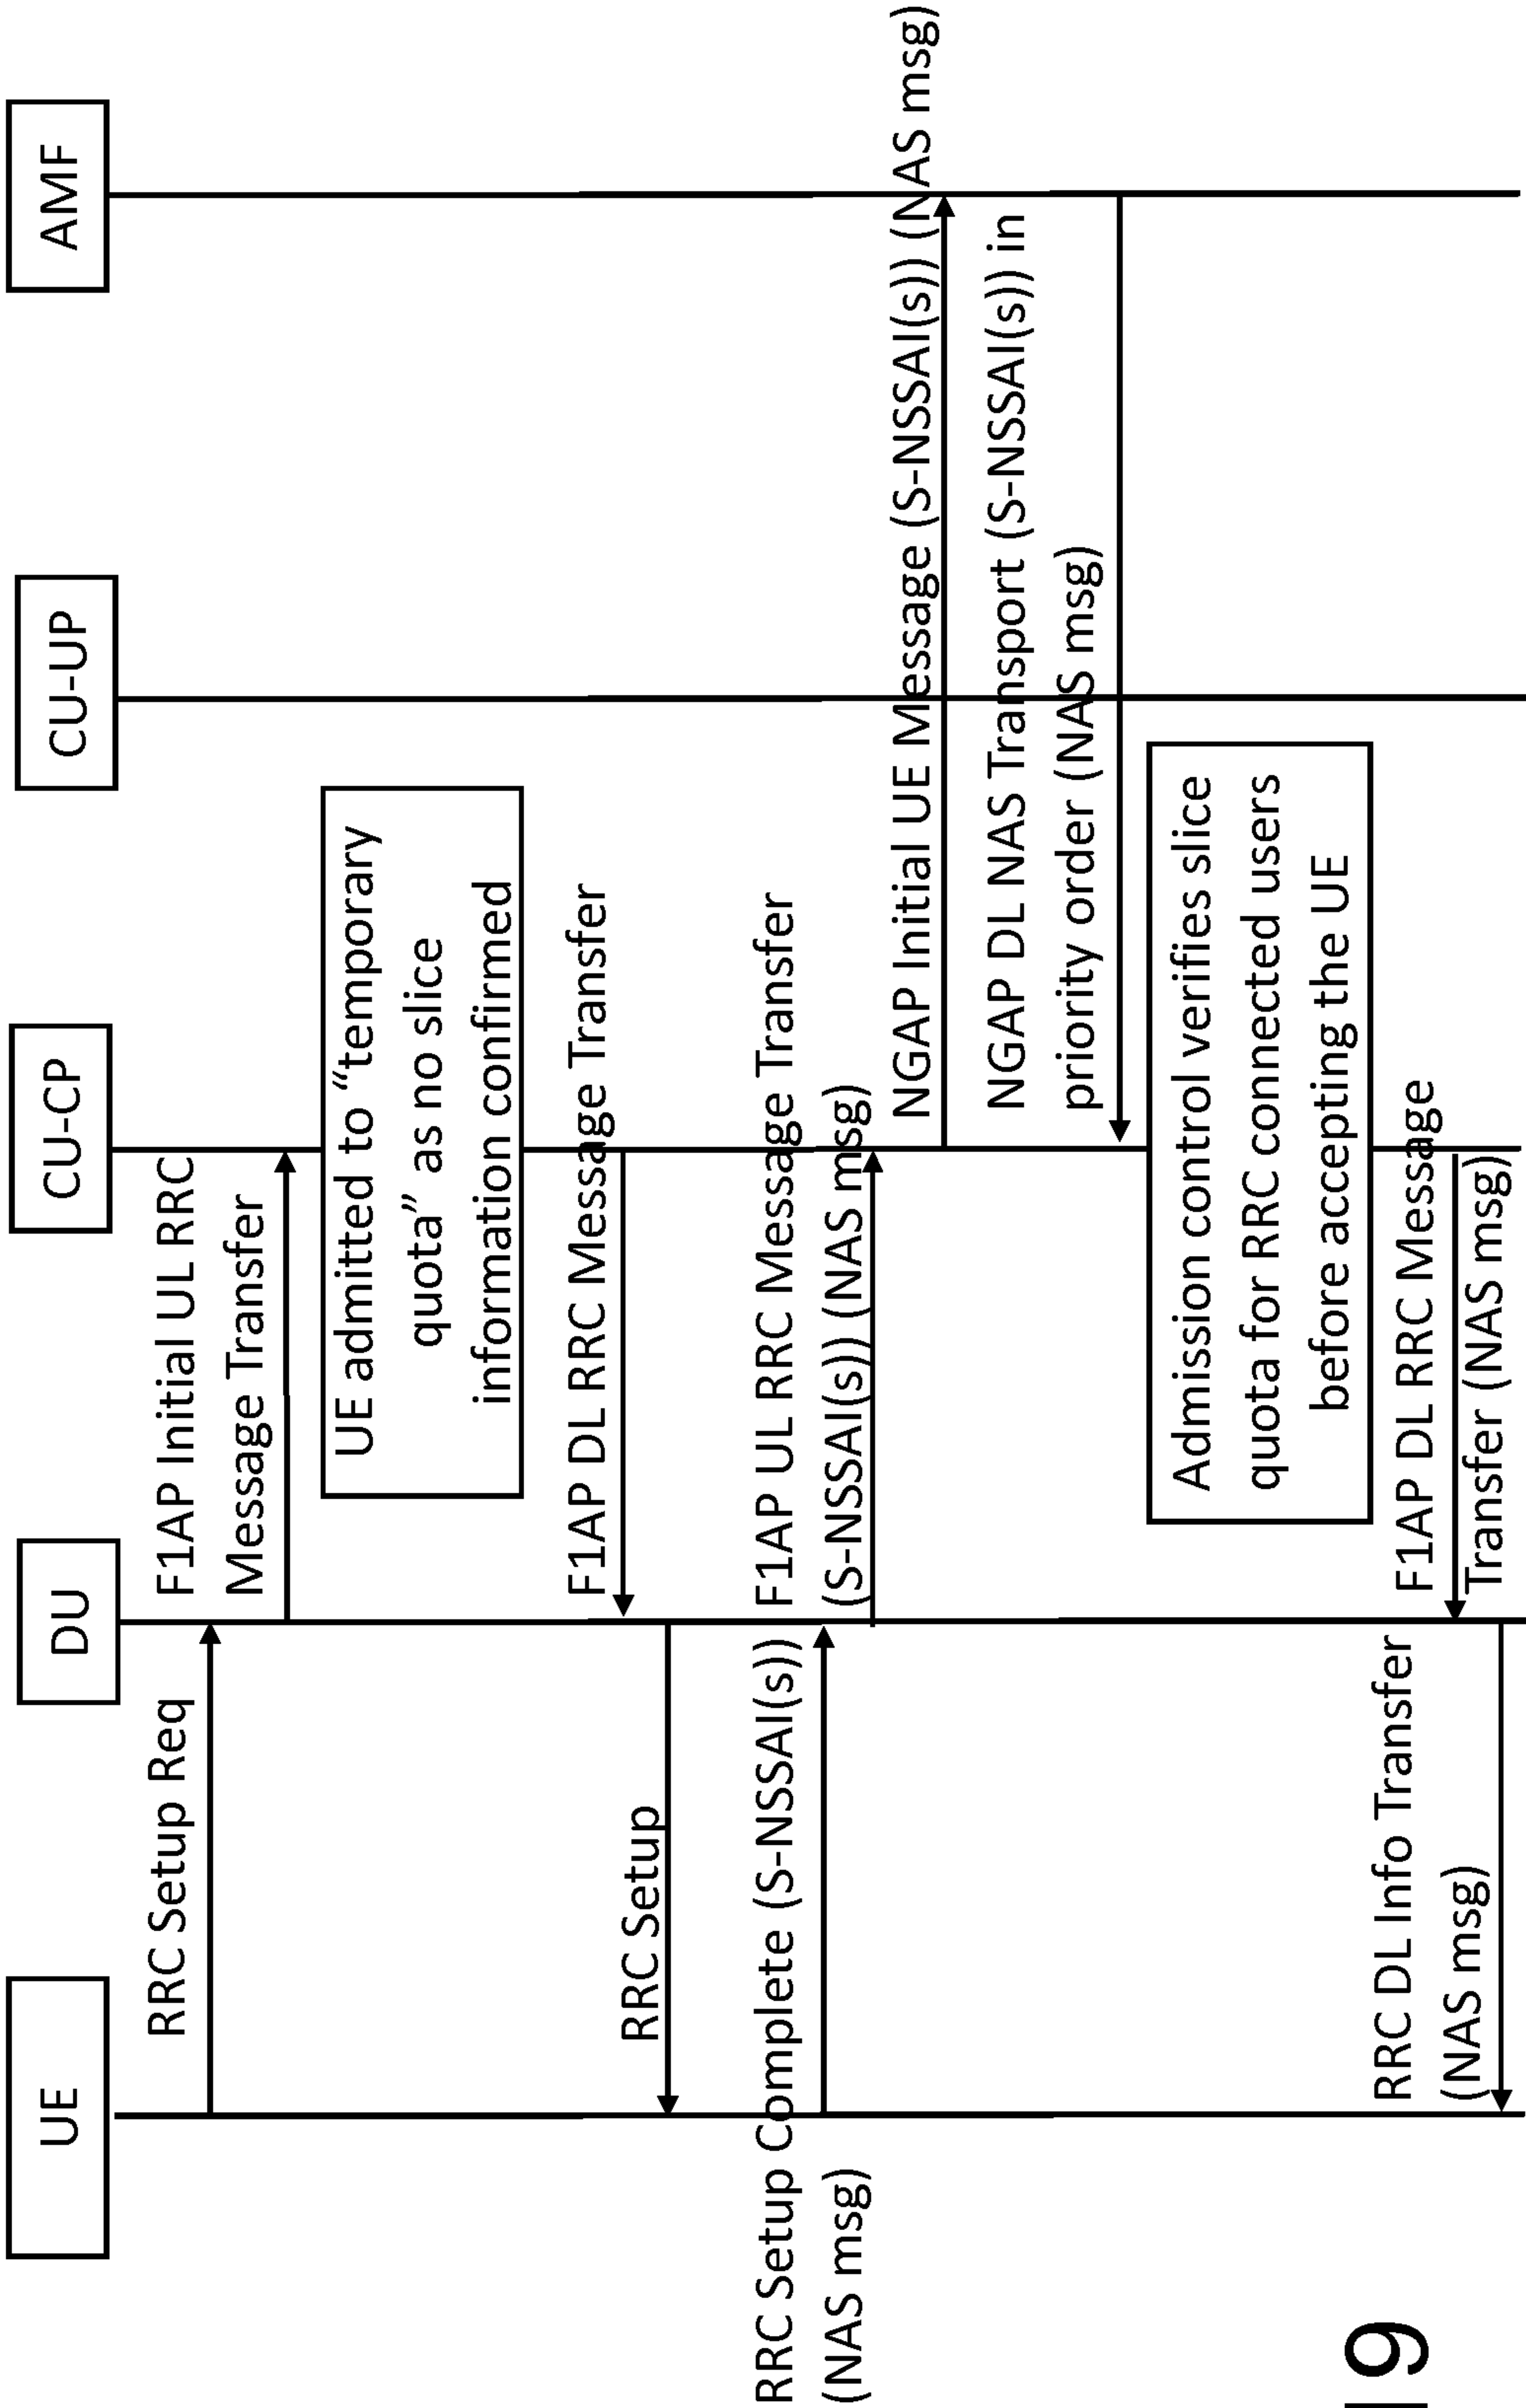 UE
DU
CU-CP
CU-UP
AMF
RRC Setup Req
F1AP Initial UL RRC
Message Transfer
UE admitted to “temporary
quota” as no slice
information confirmed
F1AP DL RRC Message Transfer
RRC Setup
RRC Setup Complete (S-NSSAI(s))
(NAS msg)
F1AP UL RRC Message Transfer
(S-NSSAI(s)) (NAS msg)
NGAP Initial UE Message (S-NSSAI(s)) (NAS msg)
NGAP DL NAS Transport (S-NSSAI(s)) in
priority order (NAS msg)
Admission control verifies slice
quota for RRC connected users
before accepting the UE
F1AP DL RRC Message
Transfer (NAS msg)
RRC DL Info Transfer
(NAS msg)
9